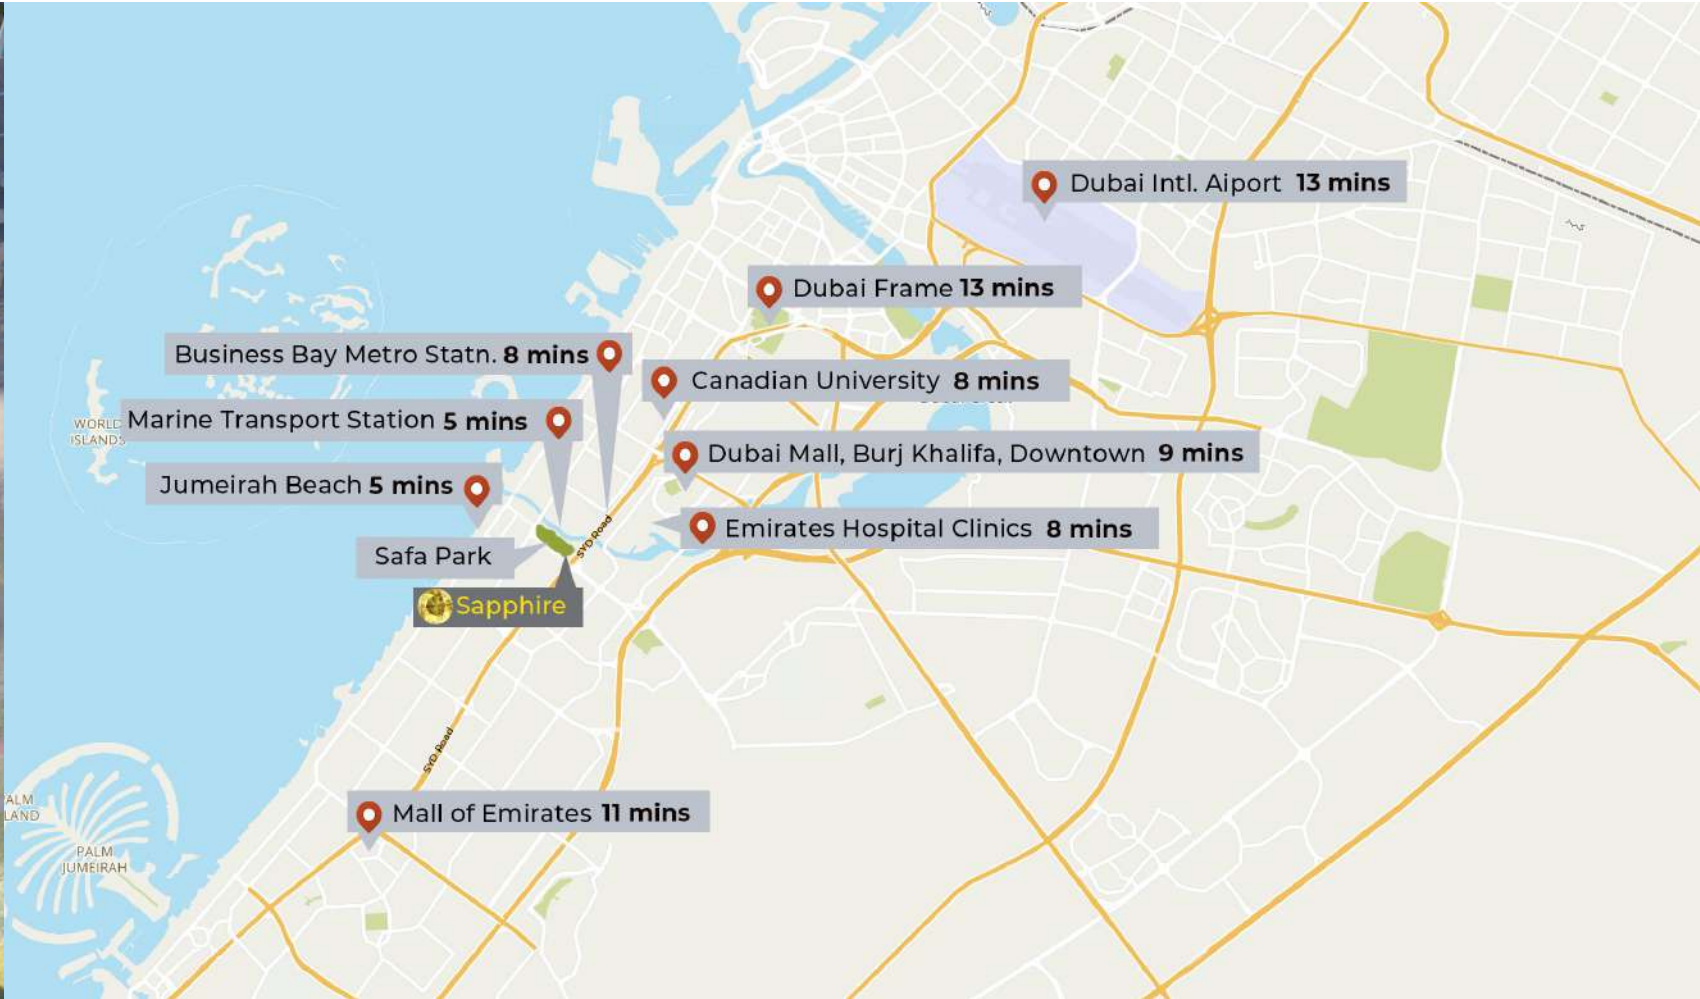 Dubai Intl. Aiport 13 mins
Dubai Frame 13 mins
Business Bay Metro Statn. 8 mins
Canadian University 8 mins
Marine Transport Station 5 mins
WORLD
ISLANDS
Dubai Mall, Burj Khalifa, Downtown 9 mins
Jumeirah Beach 5 mins
Emirates Hospital Clinics 8 mins
SYD Road
Safa Park
Sapphire
SYD Road
Mall of Emirates 11 mins
ALM
LAND
PALM
JUMEIRAH